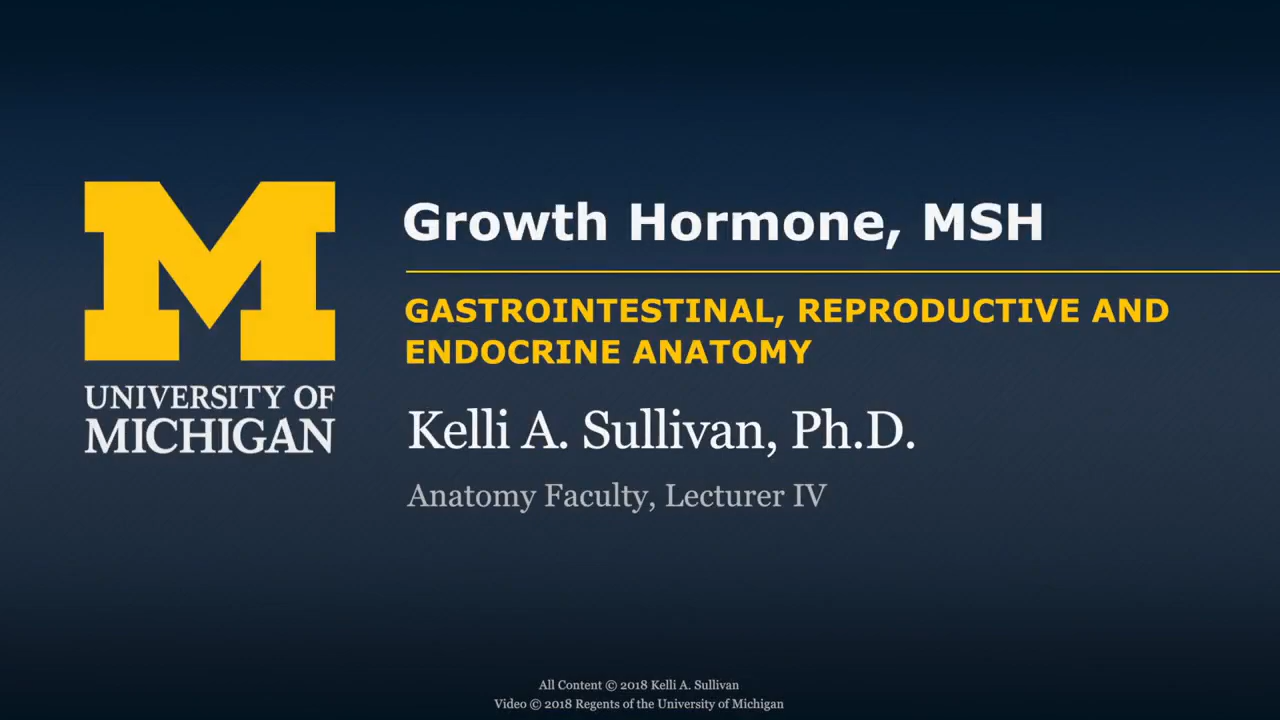 M
UNIVERSITY OF
MICHIGAN
Growth Hormone, MSH
GASTROINTESTINAL, REPRODUCTIVE AND
ENDOCRINE ANATOMY
Kelli A. Sullivan, Ph.D.
Anatomy Faculty, Lecturer IV
All Content © 2018 Kelli A. Sullivan
Video © 2018 Regents of the University of Michigan